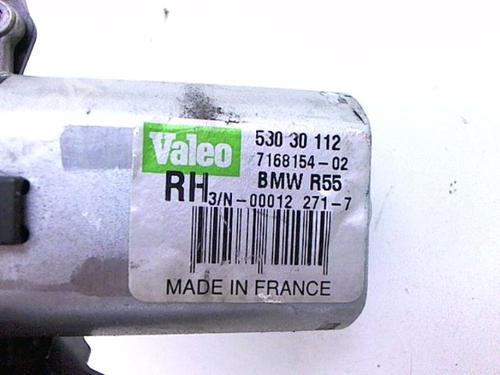 Valeo 530 30 112
7168154-02
RH BMW R55
3/N-00012 271-7
MADE IN FRANCE